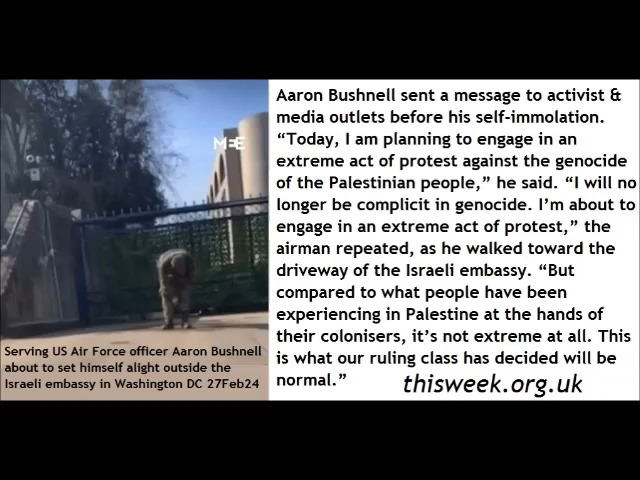 MEE
Serving US Air Force officer Aaron Bushnell
about to set himself alight outside the
Israeli embassy in Washington DC 27Feb24
Aaron Bushnell sent a message to activist &
media outlets before his self-immolation.
“Today, I am planning to engage in an
extreme act of protest against the genocide
of the Palestinian people,” he said. “I will no
longer be complicit in genocide. I’m about to
engage in an extreme act of protest,” the
airman repeated, as he walked toward the
driveway of the Israeli embassy. “But
compared to what people have been
experiencing in Palestine at the hands of
their colonisers, it’s not extreme at all. This
is what our ruling class has decided will be
normal.”
thisweek.org.uk